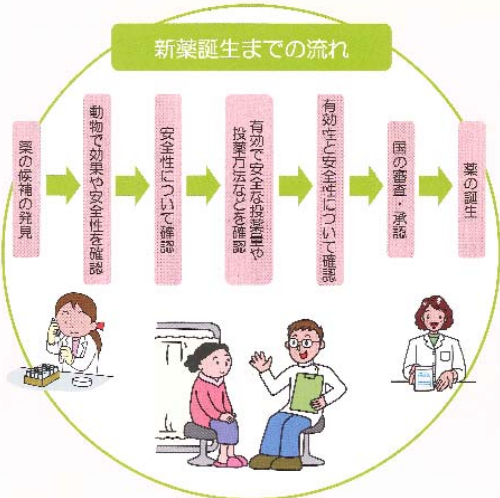 新薬誕生までの流れ
薬の候補の発見
動物で効果や安全性を確認
安全性について確認
有効で安全な投薬量や
投薬方法などを確認
有効性と安全性について確認
国の審査・承認
薬の誕生